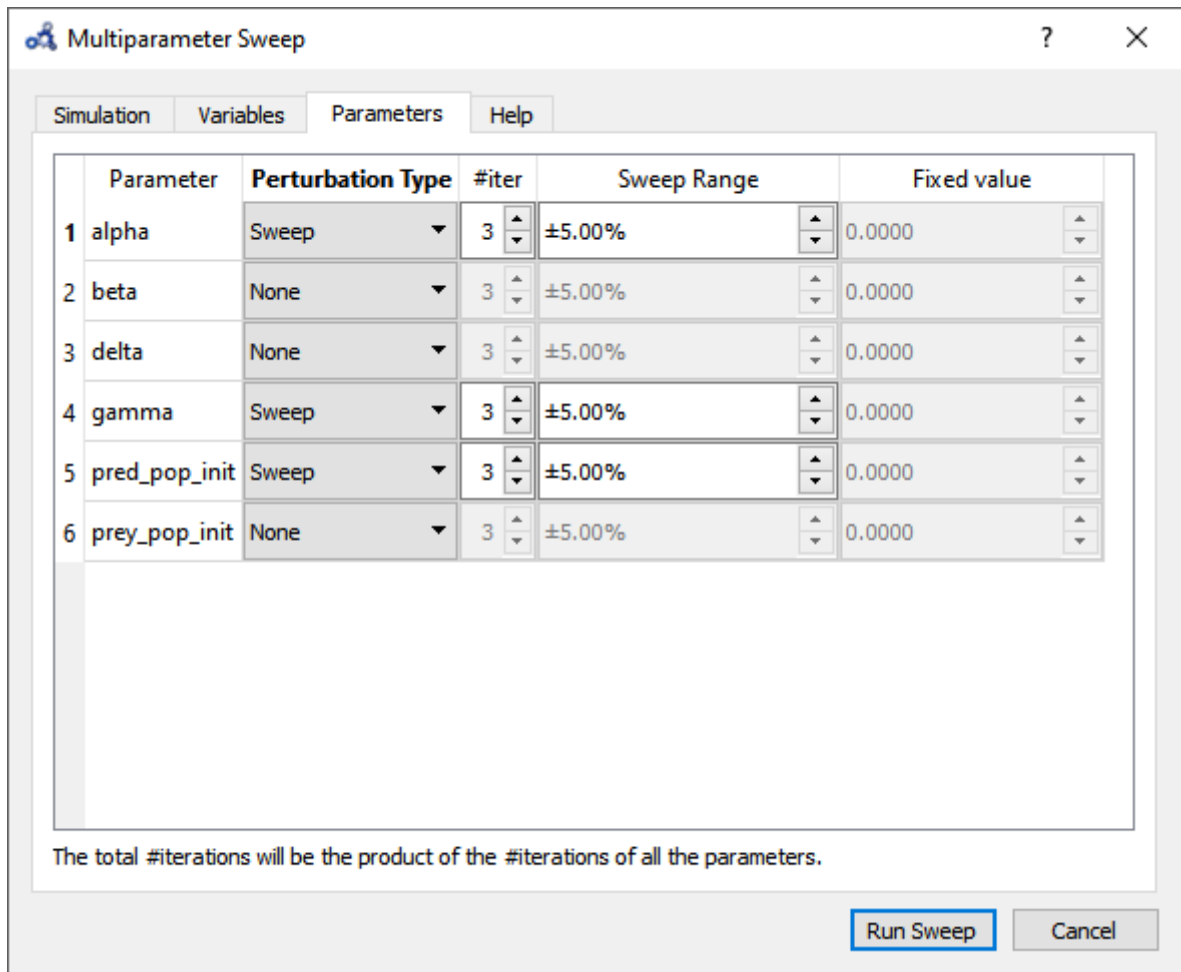 Multiparameter Sweep ?
Simulation Variables Parameters Help
Parameter Perturbation Type #iter Sweep Range Fixed value
1 alpha Sweep 3 ±5.00% 0.0000
2 beta None 3 ±5.00% 0.0000
3 delta None 3 ±5.00% 0.0000
4 gamma Sweep 3 ±5.00% 0.0000
5 pred_pop_init Sweep 3 ±5.00% 0.0000
6 prey_pop_init None 3 ±5.00% 0.0000
The total #iterations will be the product of the #iterations of all the parameters.
Run Sweep Cancel